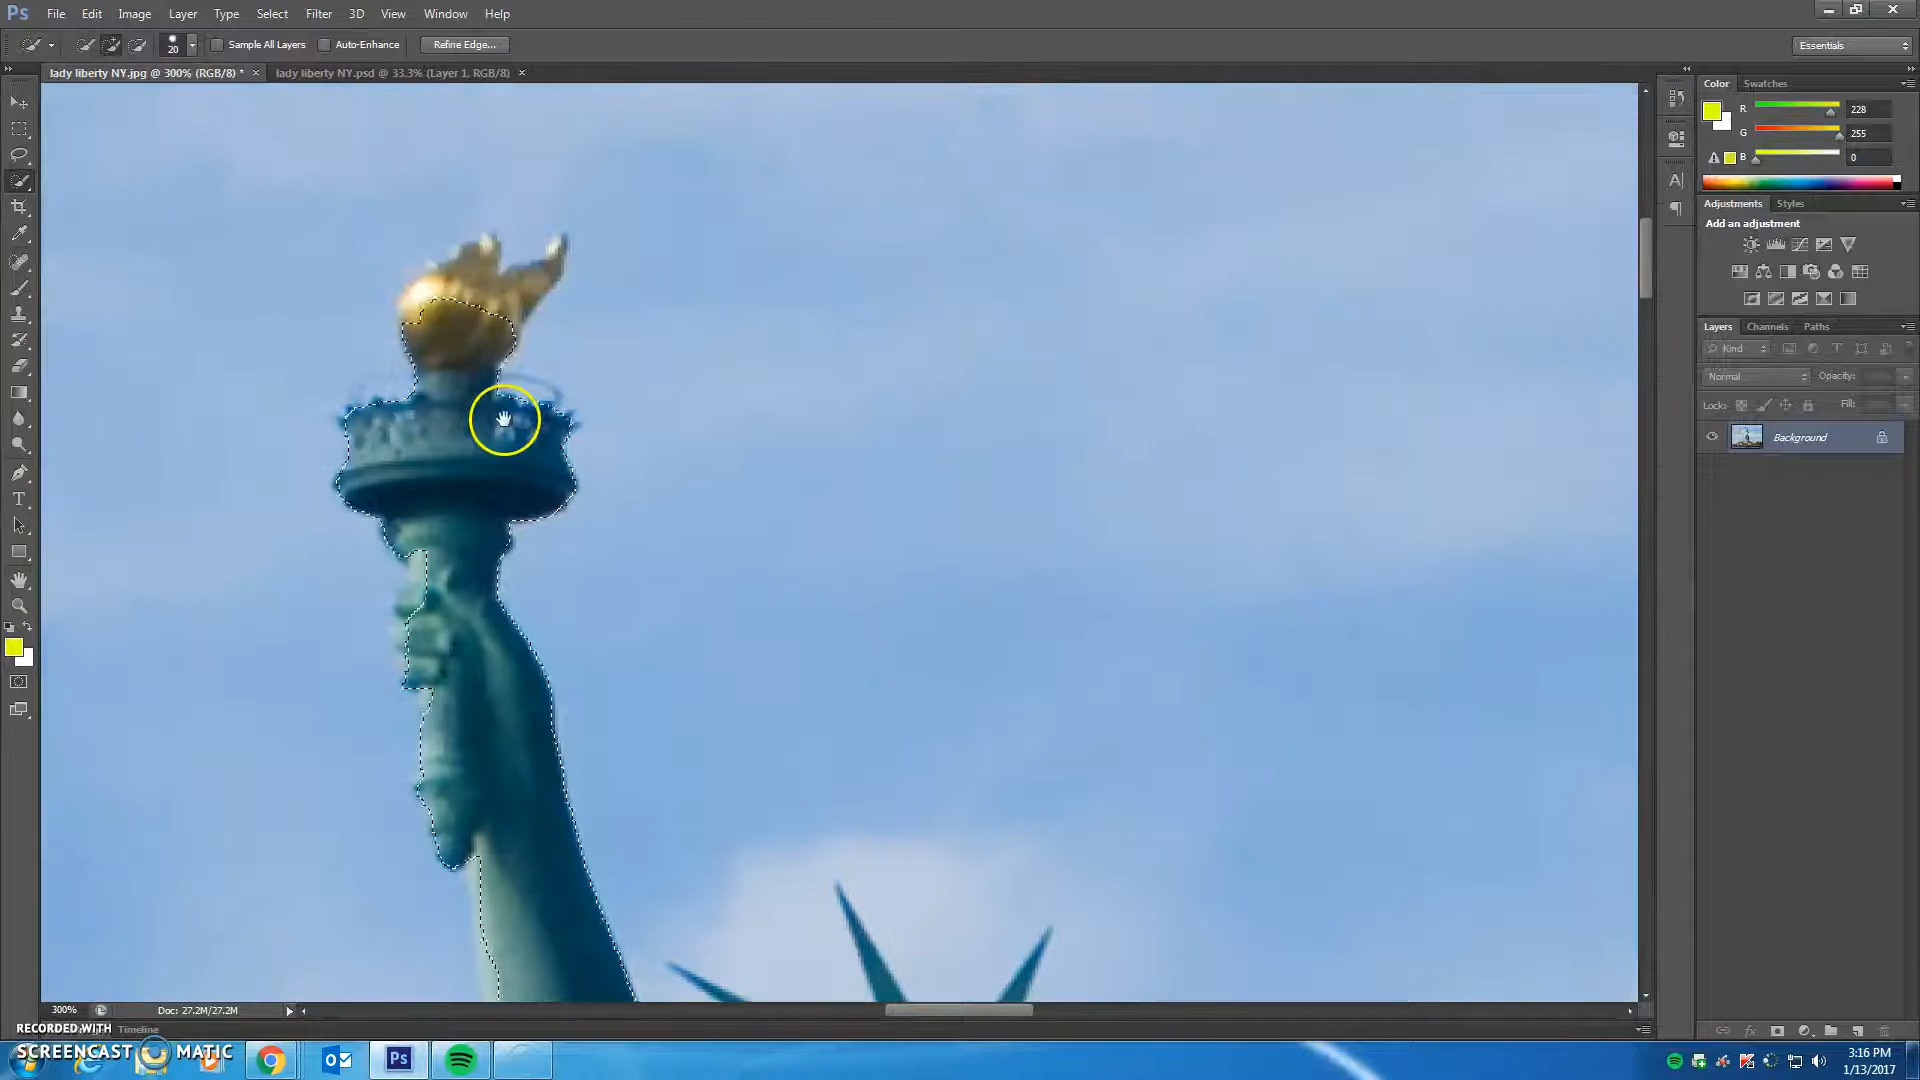 Ps File Edit Image Layer Type Select Filter 3D View Window Help
20 Sample All Layers Auto-Enhance Refine Edge... Essentials
lady liberty NY.jpg @ 300% (RGB/8) * × lady liberty NY.psd @ 33.3% (Layer 1, RGB/8) ×
Color Swatches
R 228
G 255
B 0
Adjustments Styles
Add an adjustment
Layers Channels Paths
Kind
Normal Opacity:
Lock: Fill:
Background
300% Doc: 27.2M/27.2M
Timeline
RECORDED WITH
SCREENCAST MATIC
Ps
3:16 PM
1/13/2017